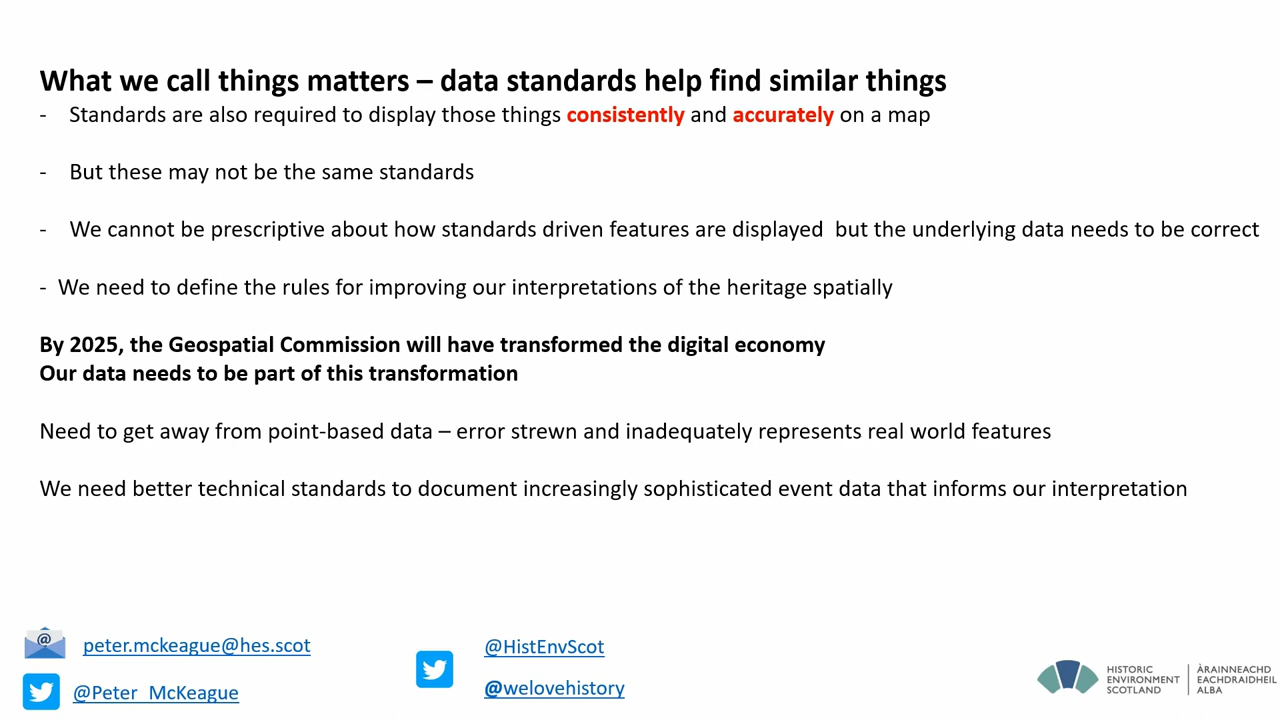 What we call things matters – data standards help find similar things
- Standards are also required to display those things consistently and accurately on a map
- But these may not be the same standards
- We cannot be prescriptive about how standards driven features are displayed  but the underlying data needs to be correct
- We need to define the rules for improving our interpretations of the heritage spatially
By 2025, the Geospatial Commission will have transformed the digital economy
Our data needs to be part of this transformation
Need to get away from point-based data – error strewn and inadequately represents real world features
We need better technical standards to document increasingly sophisticated event data that informs our interpretation
@
peter.mckeague@hes.scot
@Peter_McKeague
@HistEnvScot
@welovehistory
HISTORIC
ENVIRONMENT
SCOTLAND
ÀRAINNEACHD
EACHDRAIDHEIL
ALBA